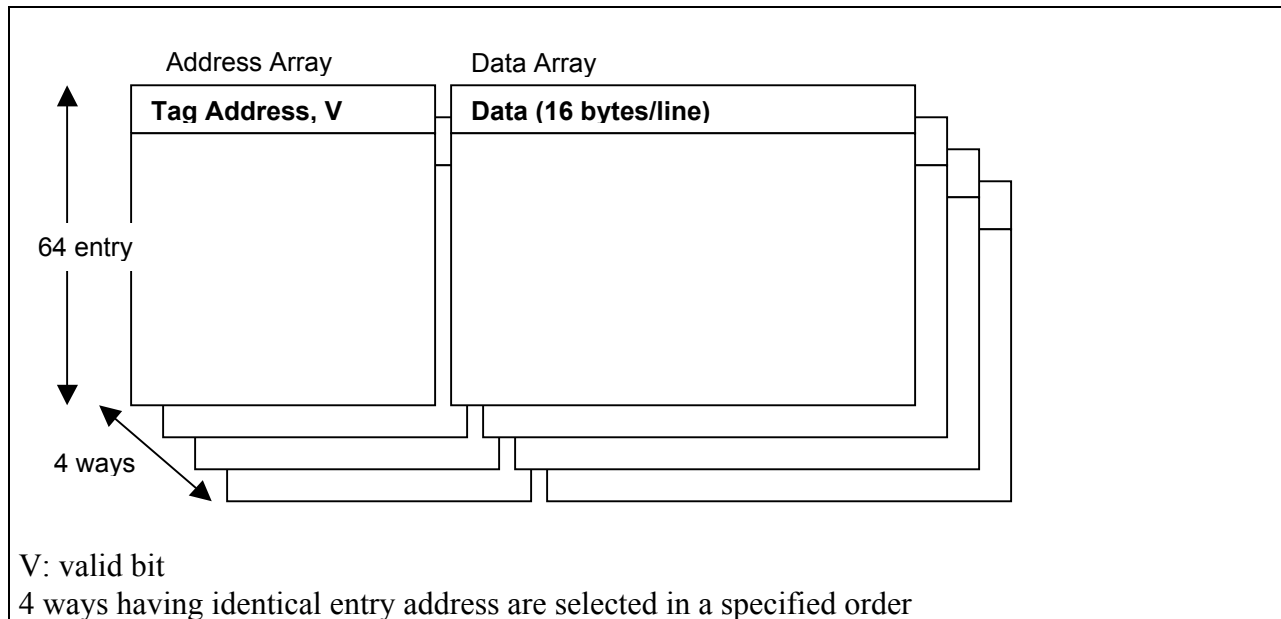 Address Array
Data Array
Tag Address, V
Data (16 bytes/line)
64 entry
4 ways
V: valid bit
4 ways having identical entry address are selected in a specified order